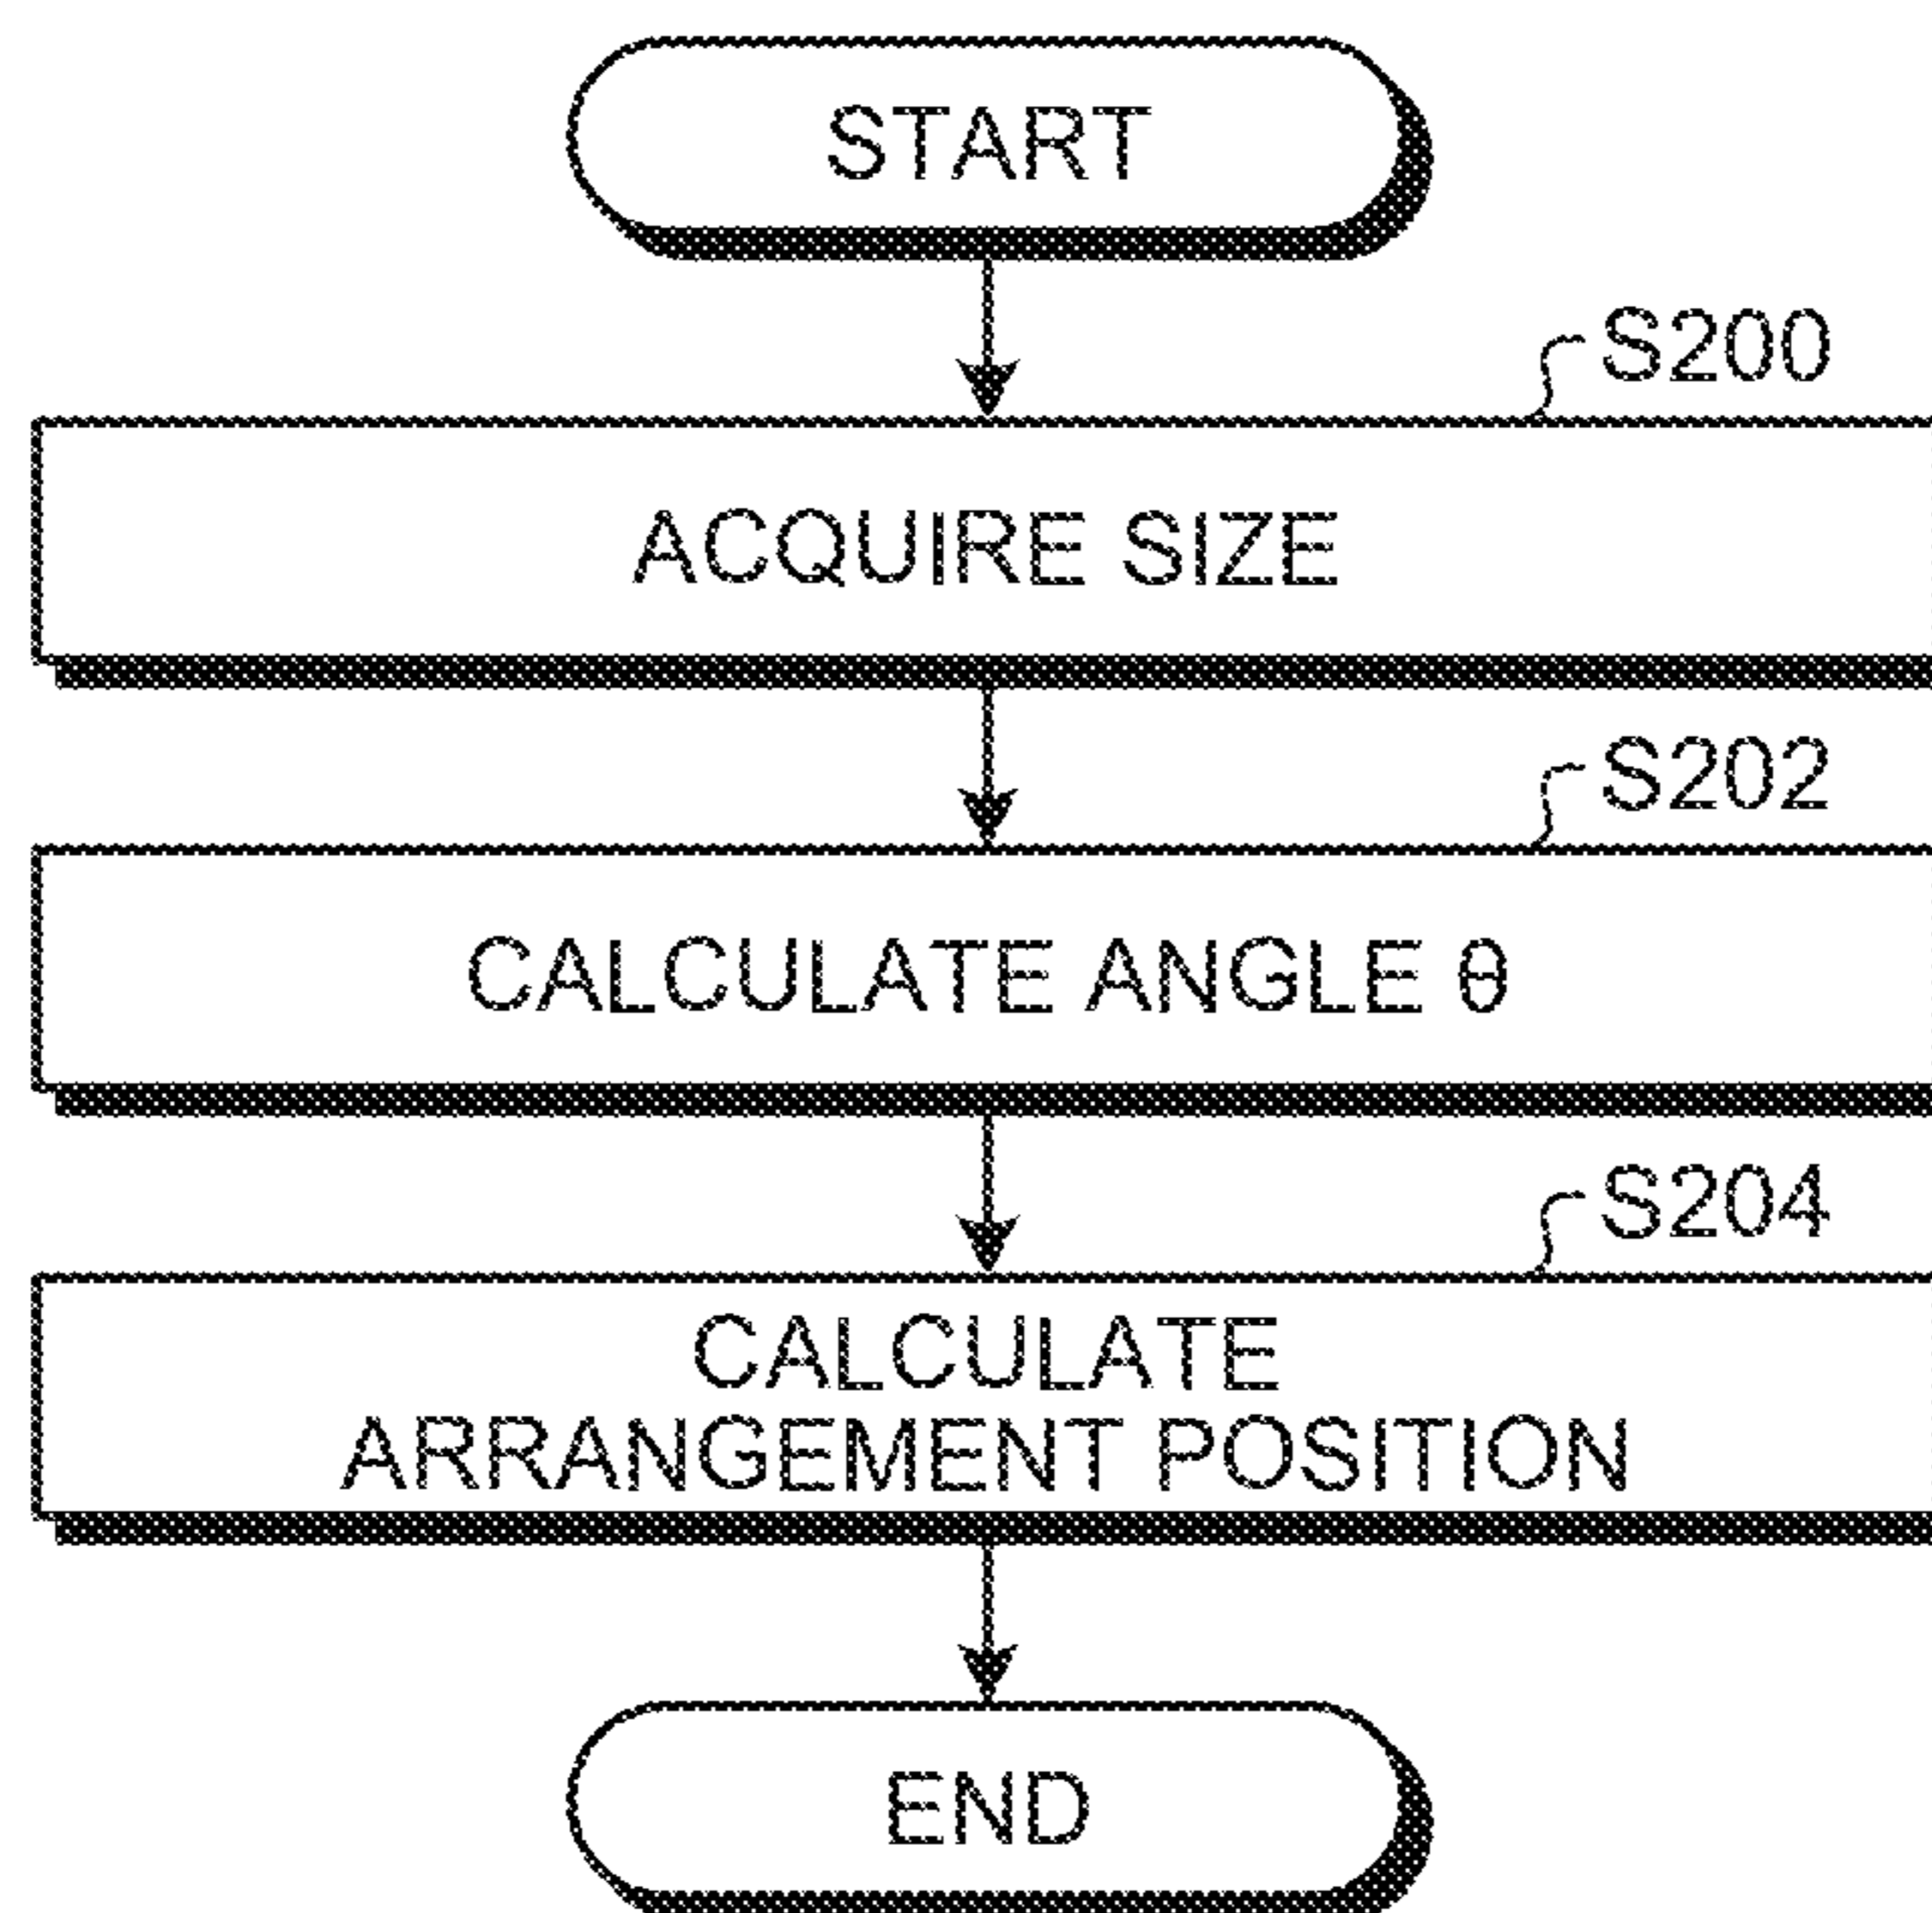 START
S200
ACQUIRE SIZE
S202
CALCULATE ANGLE θ
S204
CALCULATE
ARRANGEMENT POSITION
END